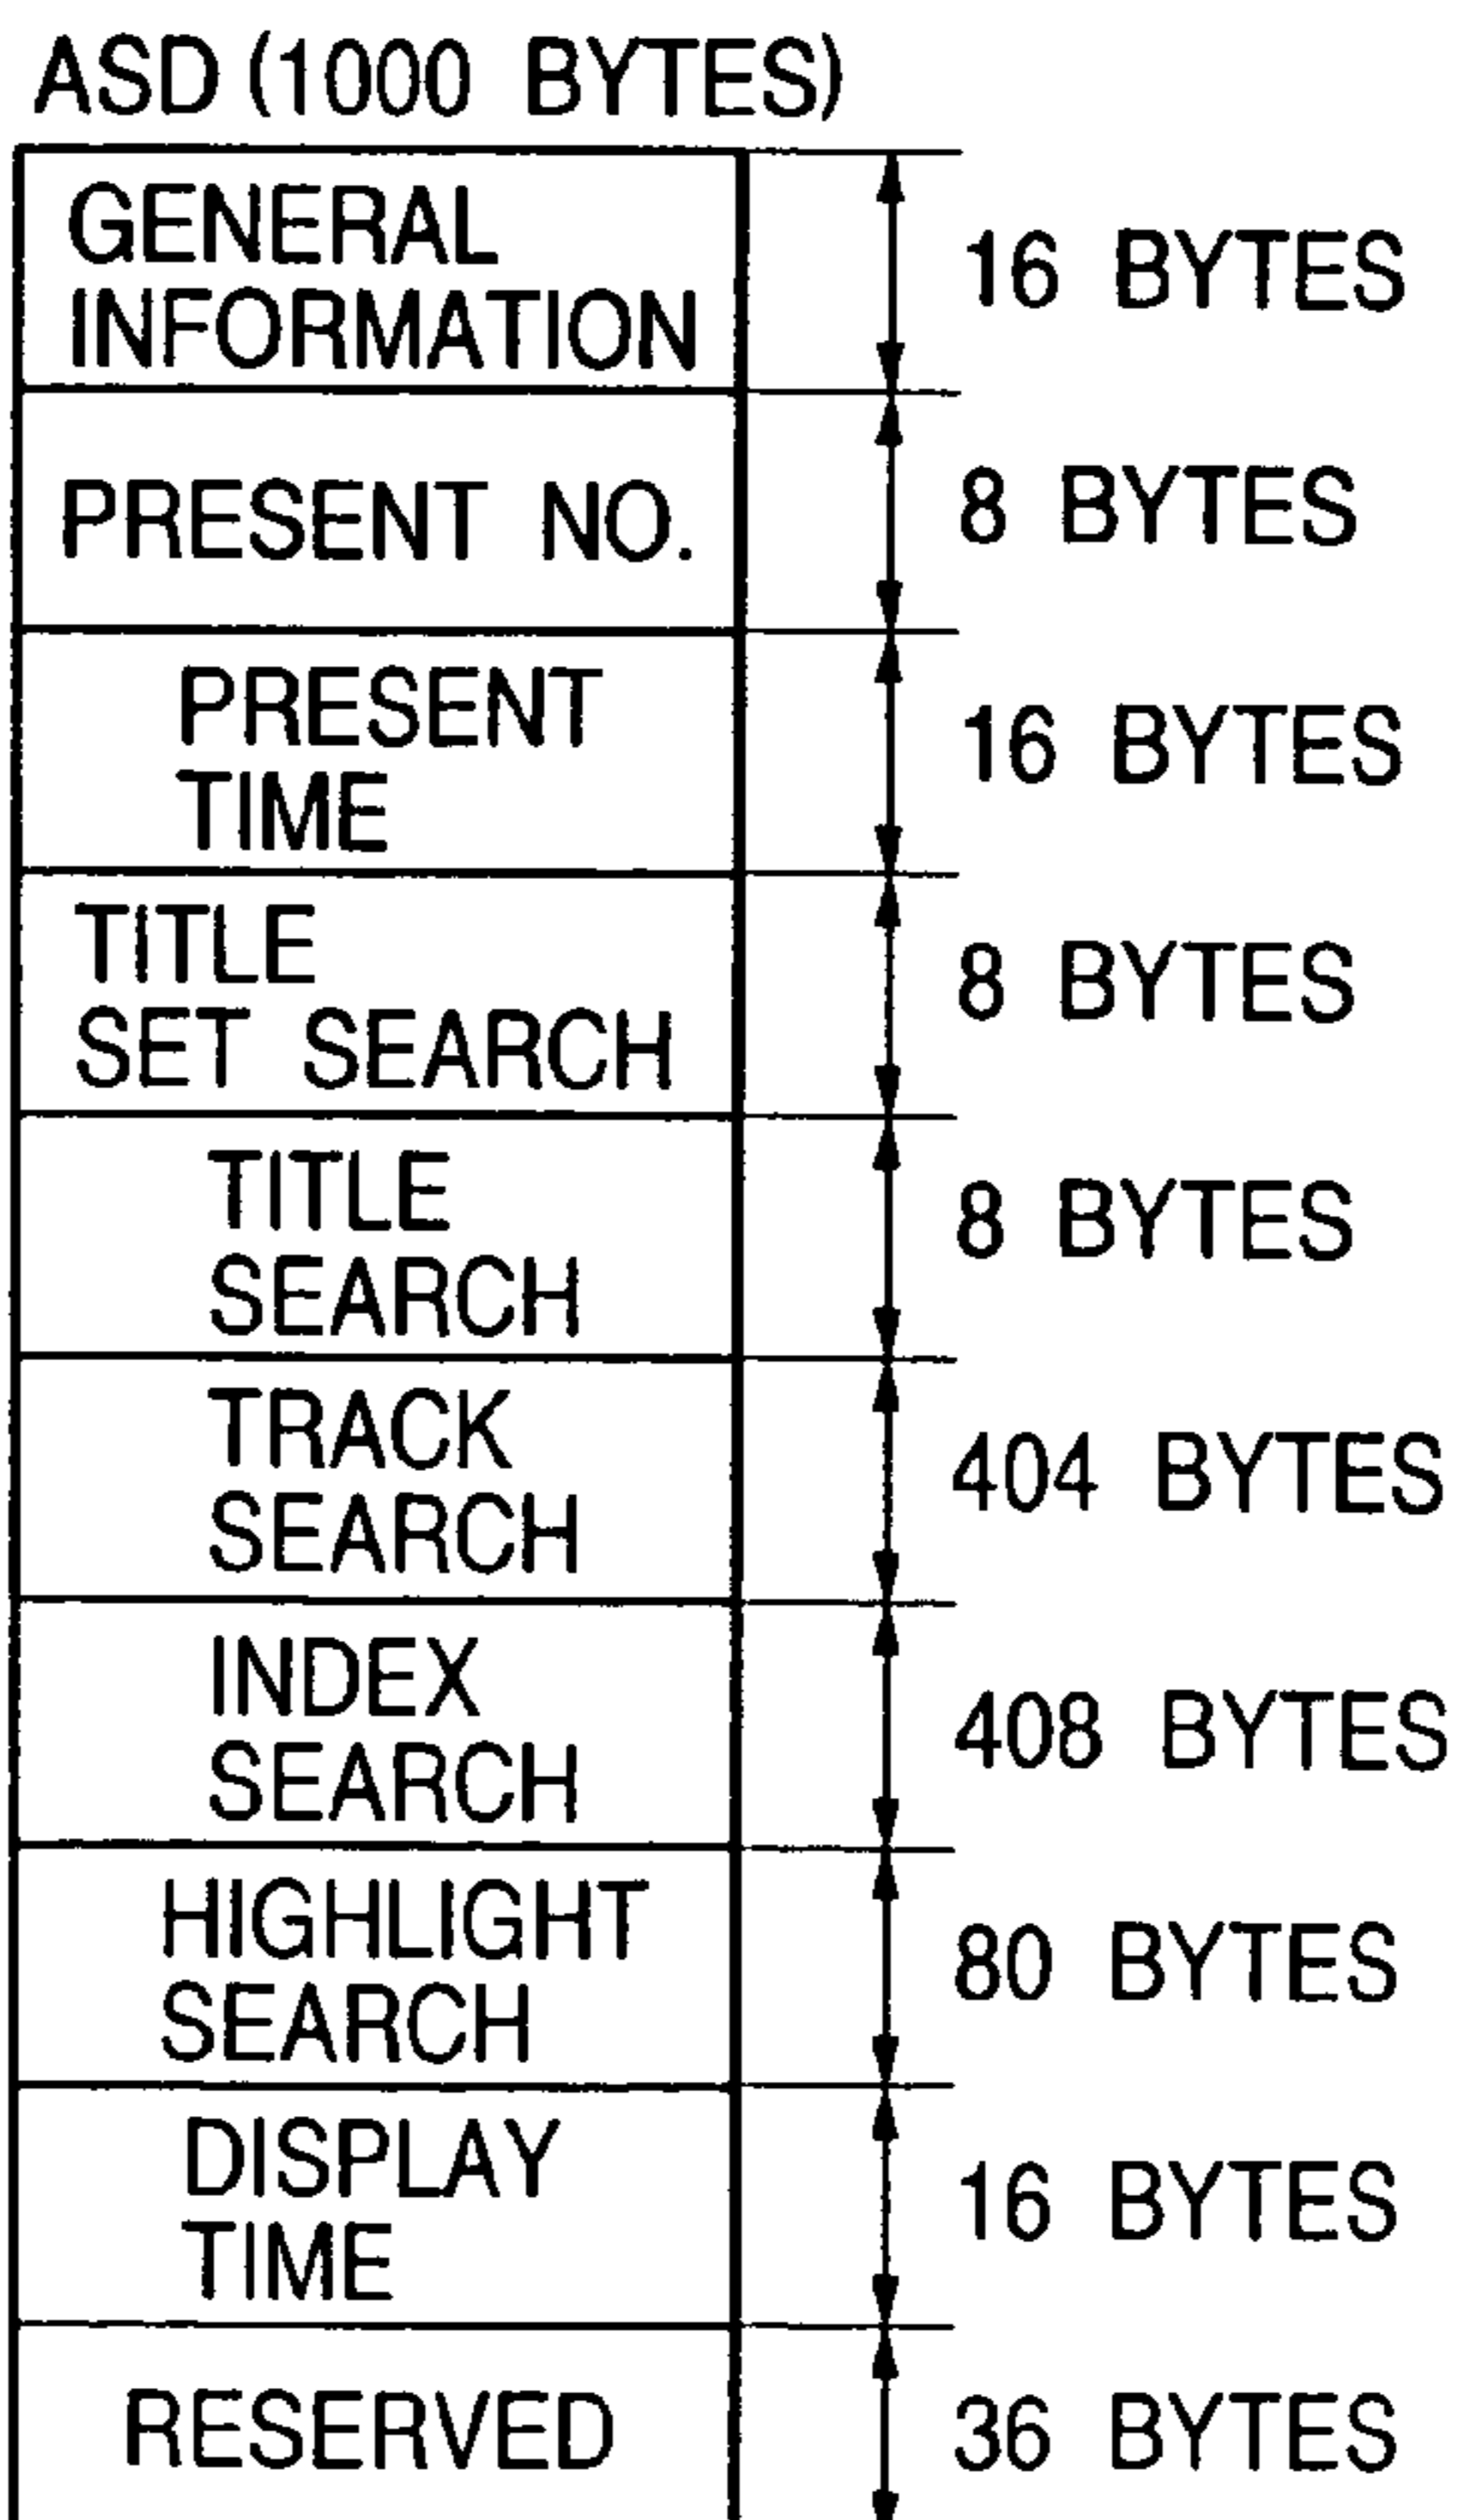 ASD (1000 BYTES)
GENERAL
INFORMATION
16 BYTES
PRESENT NO.
8 BYTES
PRESENT
TIME
16 BYTES
TITLE
SET SEARCH
8 BYTES
TITLE
SEARCH
8 BYTES
TRACK
SEARCH
404 BYTES
INDEX
SEARCH
408 BYTES
HIGHLIGHT
SEARCH
80 BYTES
DISPLAY
TIME
16 BYTES
RESERVED
36 BYTES